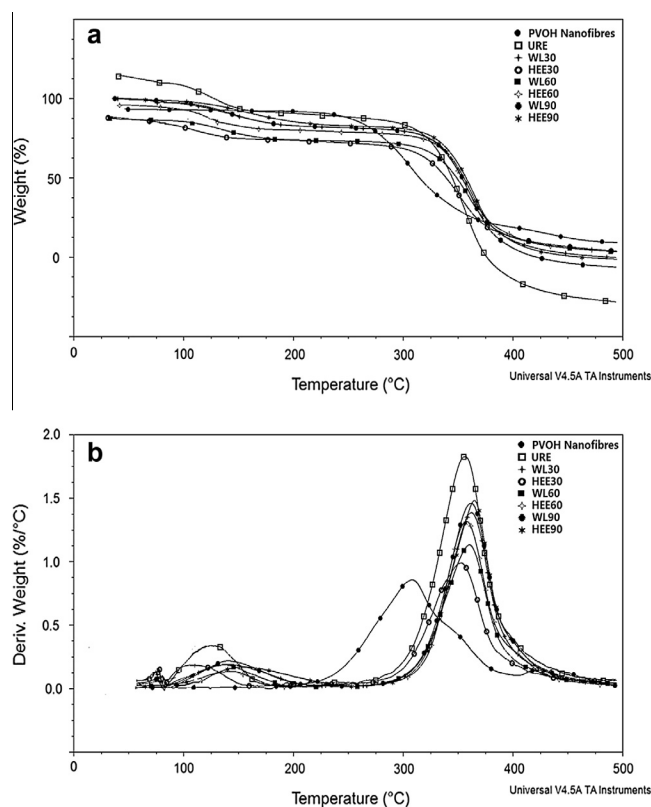 a
PVOH Nanofibres
URE
WL30
HEE30
WL60
HEE60
WL90
HEE90
Weight (%)
100
50
0
0
100
200
300
400
500
Temperature (°C)
Universal V4.5A TA Instruments
b
PVOH Nanofibres
URE
WL30
HEE30
WL60
HEE60
WL90
HEE90
Deriv. Weight (%/°C)
2.0
1.5
1.0
0.5
0.0
0
100
200
300
400
500
Temperature (°C)
Universal V4.5A TA Instruments